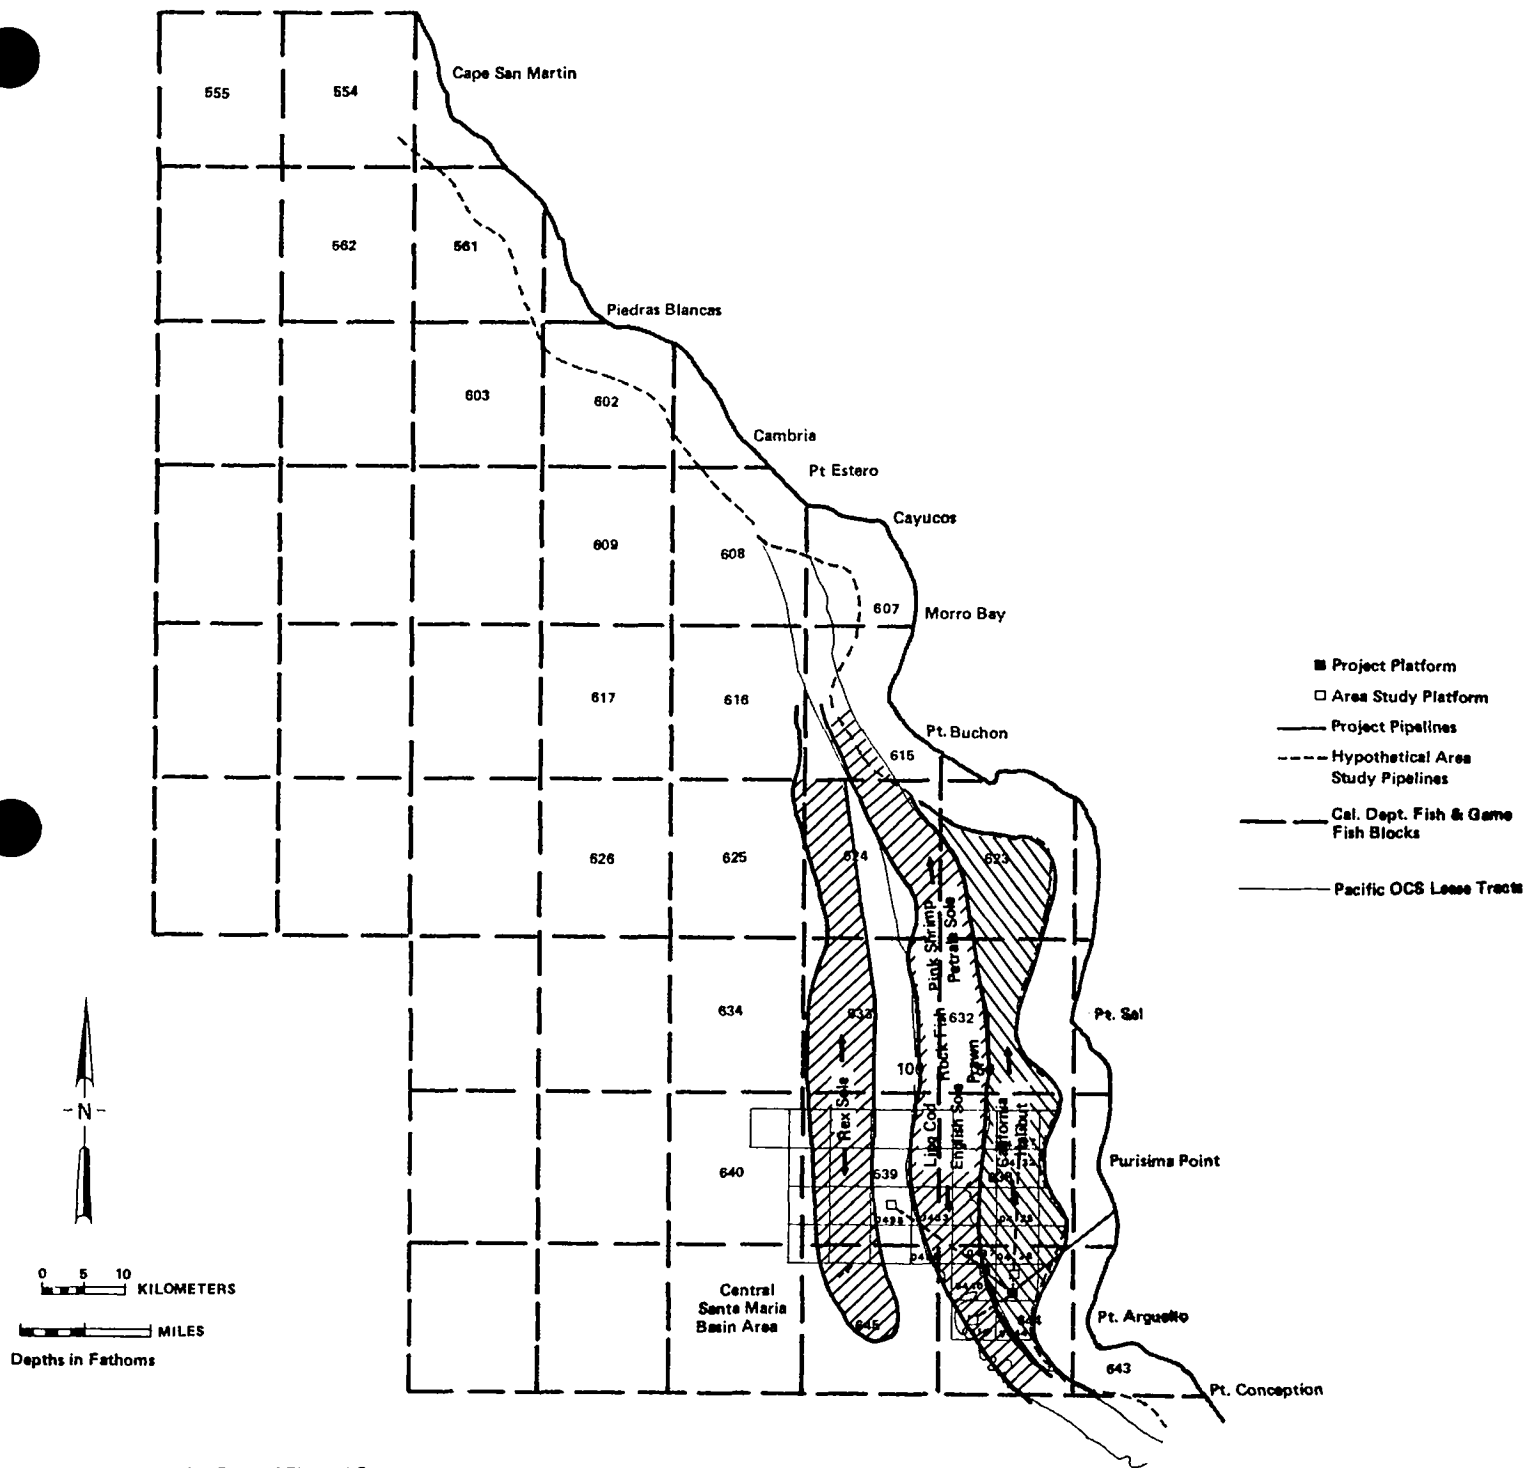 Cape San Martin
555
554
562
561
Piedras Blancas
603
602
Cambria
Pt Estero
Cayucos
609
608
607
Morro Bay
617
616
Pt. Buchon
615
Project Platform
Area Study Platform
Project Pipelines
Hypothetical Area
Study Pipelines
Cal. Dept. Fish & Game
Fish Blocks
Pacific OCS Lease Tracts
626
625
624
623
Pink Shrimp
Petrale Sole
634
633
632
Rock Fish
Prawn
Pt. Sal
100
N
Rex Sole
Ling Cod
English Sole
California
Halibut
640
639
Purisima Point
0 5 10
KILOMETERS
MILES
Depths in Fathoms
Central
Santa Maria
Basin Area
645
644
Pt. Arguello
643
Pt. Conception